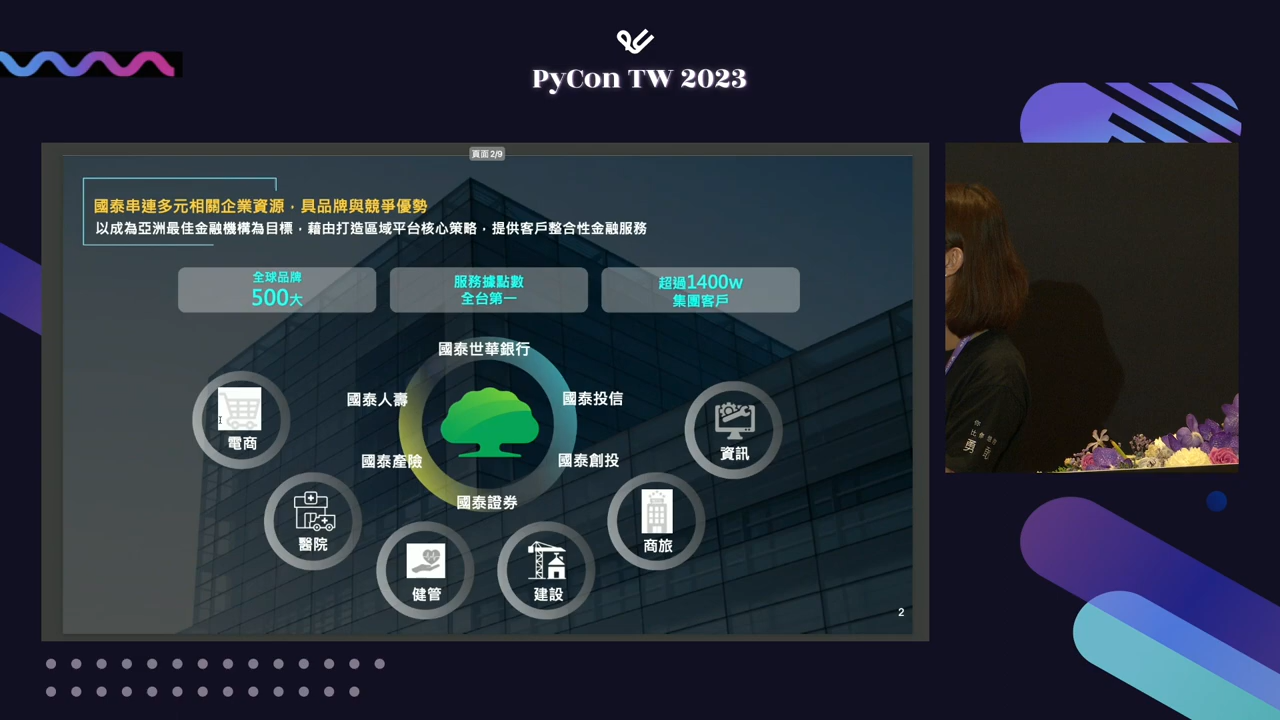 PyCon TW 2023
頁面 2/9
國泰串連多元相關企業資源，具品牌與競爭優勢
以成為亞洲最佳金融機構為目標，藉由打造區域平台核心策略，提供客戶整合性金融服務
全球品牌
500大
服務據點數
全台第一
超過1400w
集團客戶
國泰世華銀行
國泰人壽
國泰投信
國泰產險
國泰創投
國泰證券
電商
醫院
健管
建設
商旅
資訊
2
你
勇